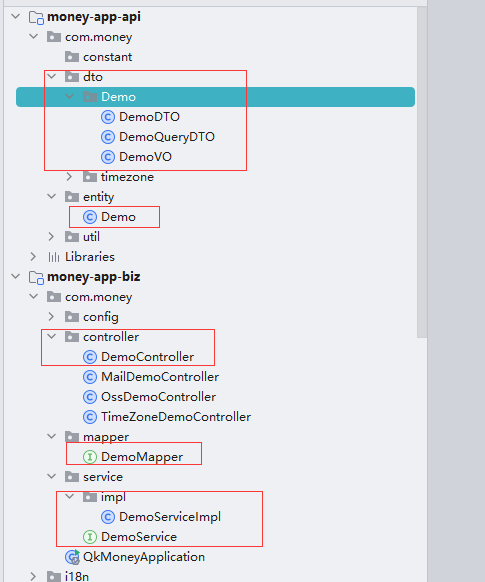 money-app-api
com.money
constant
dto
Demo
DemoDTO
DemoQueryDTO
DemoVO
timezone
entity
Demo
util
Libraries
money-app-biz
com.money
config
controller
DemoController
MailDemoController
OssDemoController
TimeZoneDemoController
mapper
DemoMapper
service
impl
DemoServiceImpl
DemoService
QkMoneyApplication
i18n